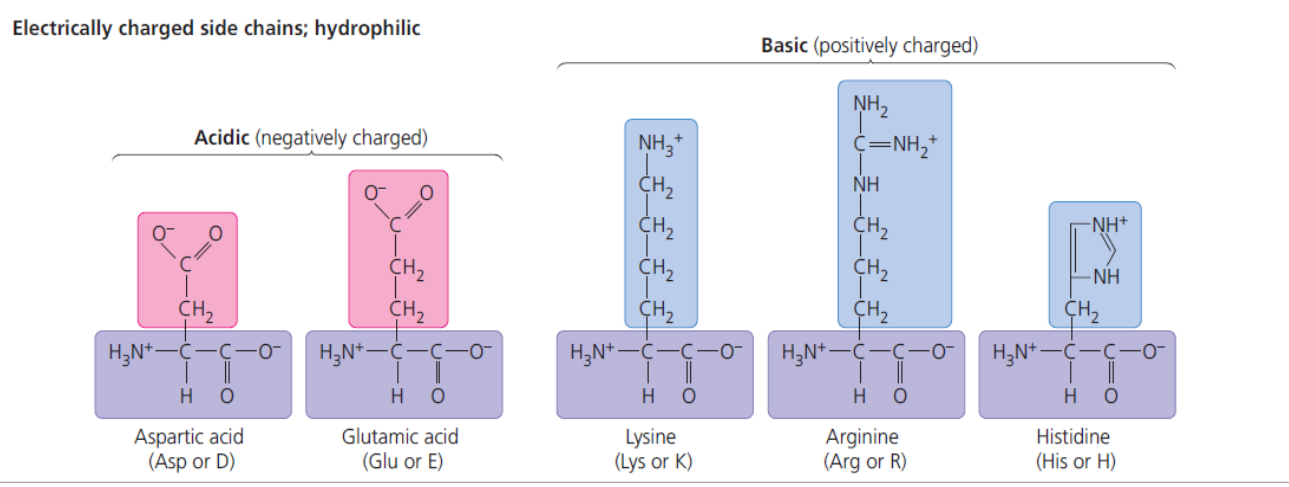 Electrically charged side chains; hydrophilic
Basic (positively charged)
Acidic (negatively charged)
O⁻ O
C
CH₂
H₃N⁺—C—C—O⁻
H O
Aspartic acid
(Asp or D)
O⁻ O
C
CH₂
CH₂
H₃N⁺—C—C—O⁻
H O
Glutamic acid
(Glu or E)
NH₃⁺
CH₂
CH₂
CH₂
CH₂
H₃N⁺—C—C—O⁻
H O
Lysine
(Lys or K)
NH₂
C=NH₂⁺
NH
CH₂
CH₂
CH₂
H₃N⁺—C—C—O⁻
H O
Arginine
(Arg or R)
NH⁺
NH
CH₂
H₃N⁺—C—C—O⁻
H O
Histidine
(His or H)